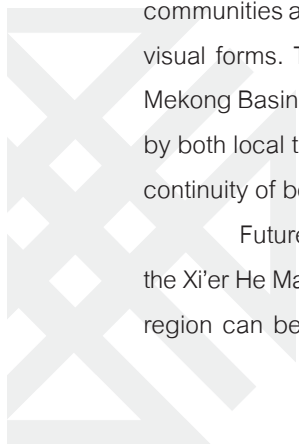 communities a
visual forms. T
Mekong Basin
by both local t
continuity of b
Future
the Xi’er He Ma
region can be